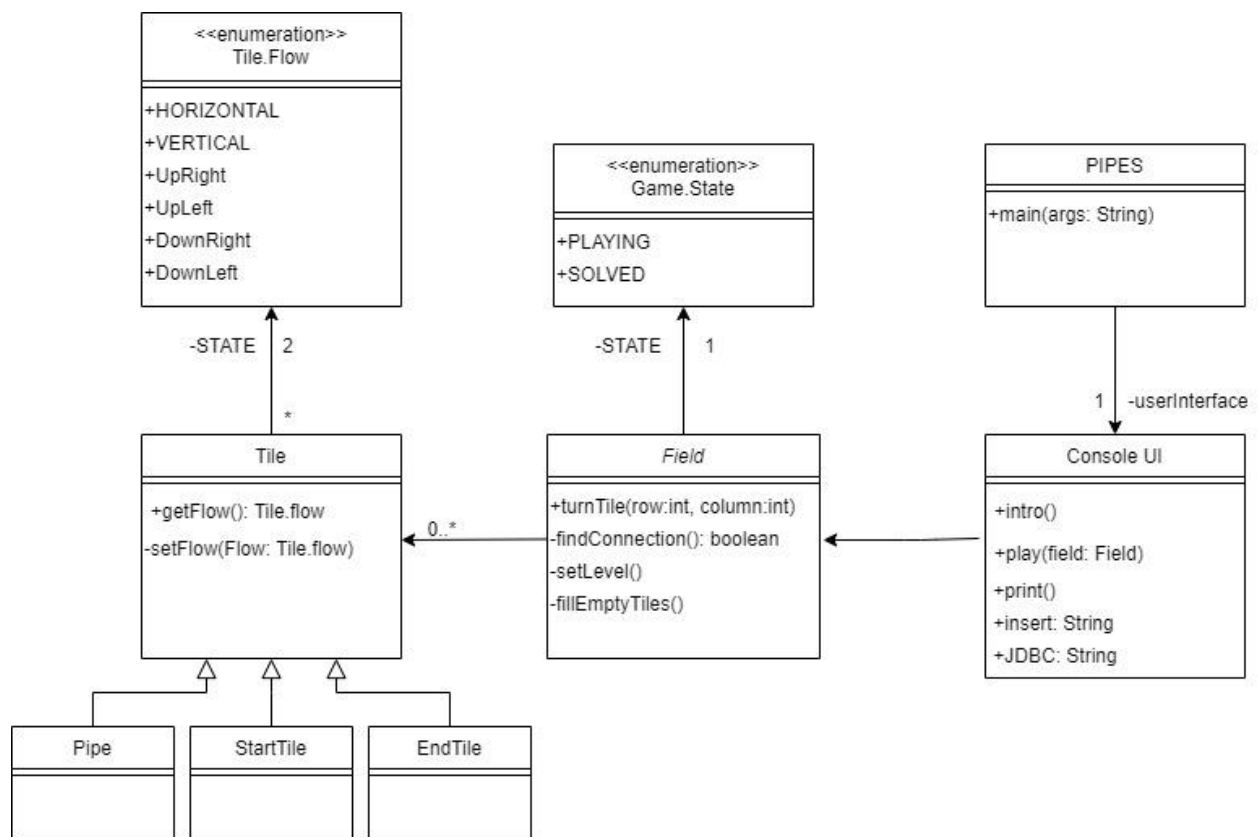 <<enumeration>>
Tile.Flow
+HORIZONTAL
+VERTICAL
+UpRight
+UpLeft
+DownRight
+DownLeft
<<enumeration>>
Game.State
+PLAYING
+SOLVED
PIPES
+main(args: String)
-STATE
2
*
-STATE
1
1
-userInterface
Tile
+getFlow(): Tile.flow
-setFlow(Flow: Tile.flow)
0..*
Field
+turnTile(row:int, column:int)
-findConnection(): boolean
-setLevel()
-fillEmptyTiles()
Console UI
+intro()
+play(field: Field)
+print()
+insert: String
+JDBC: String
Pipe
StartTile
EndTile